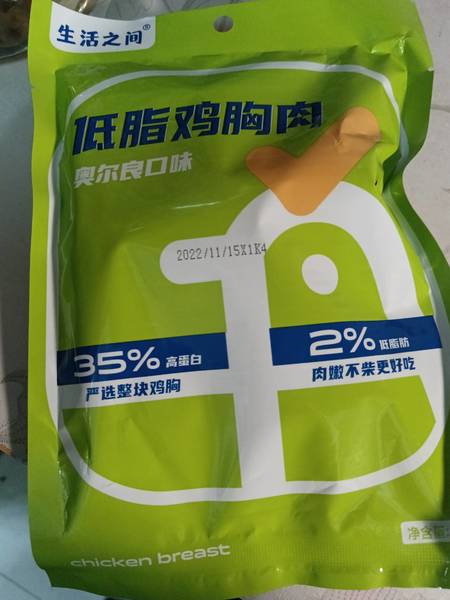 生活之间®
低脂鸡胸肉
奥尔良口味
2022/11/15X1K4
35% 高蛋白
严选整块鸡胸
2% 低脂肪
肉嫩不柴更好吃
净含量
chicken breast